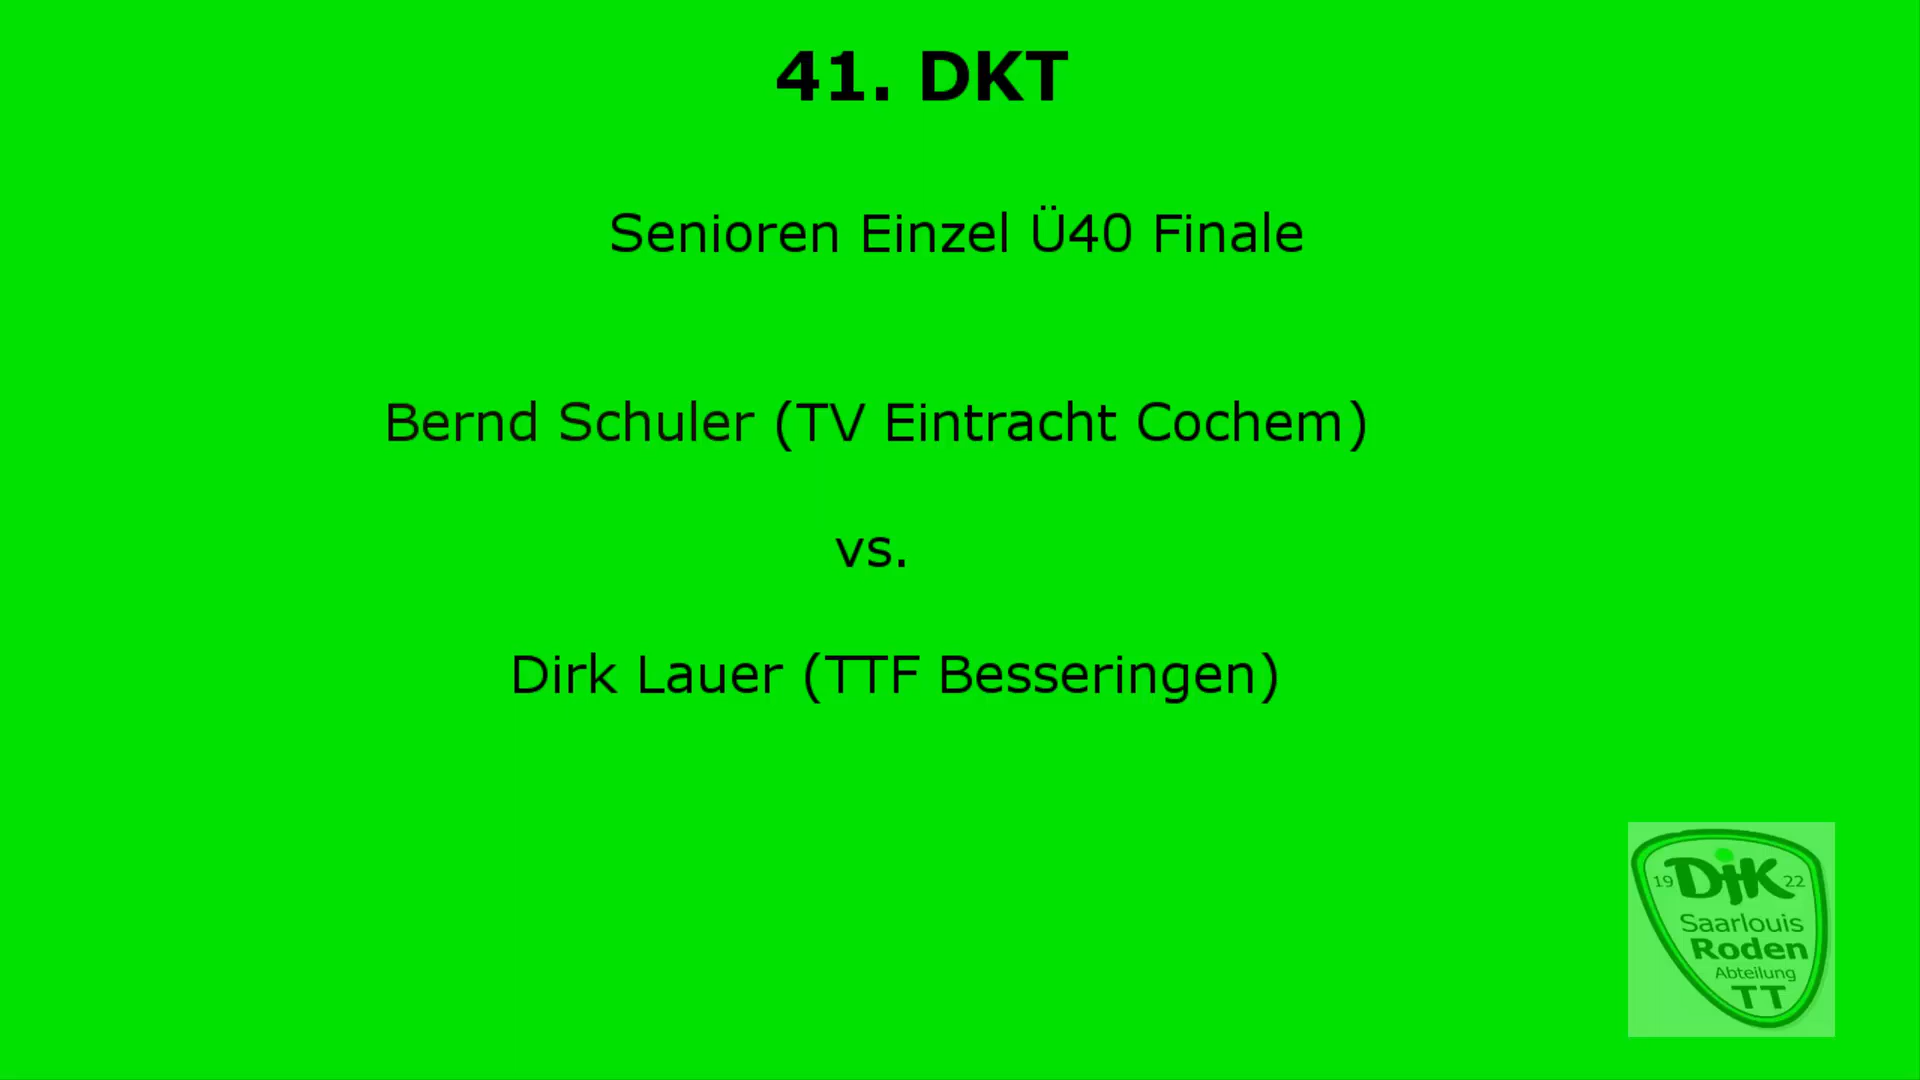 41. DKT
Senioren Einzel Ü40 Finale
Bernd Schuler (TV Eintracht Cochem)
vs.
Dirk Lauer (TTF Besseringen)
19 DJK 22
Saarlouis
Roden
Abteilung
TT